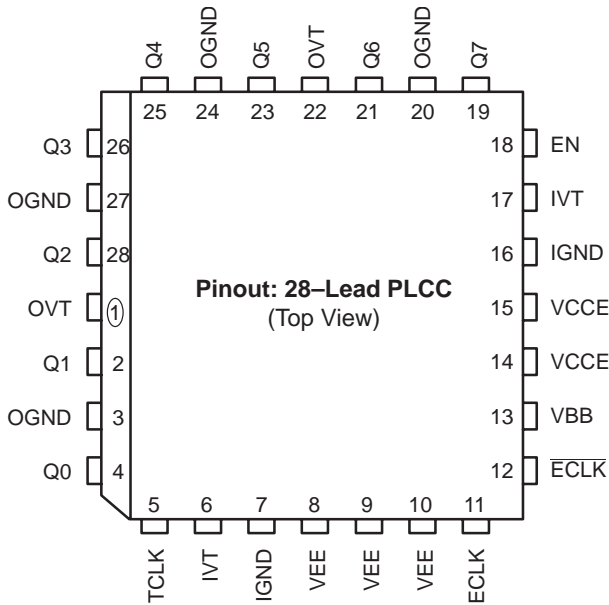 Q4 OGND Q5 OVT Q6 OGND Q7
25 24 23 22 21 20 19
Q3 26 18 EN
OGND 27 17 IVT
Q2 28 16 IGND
Pinout: 28–Lead PLCC
(Top View)
OVT 1 15 VCCE
Q1 2 14 VCCE
OGND 3 13 VBB
Q0 4 12 E̅C̅L̅K̅
5 6 7 8 9 10 11
TCLK IVT IGND VEE VEE VEE ECLK